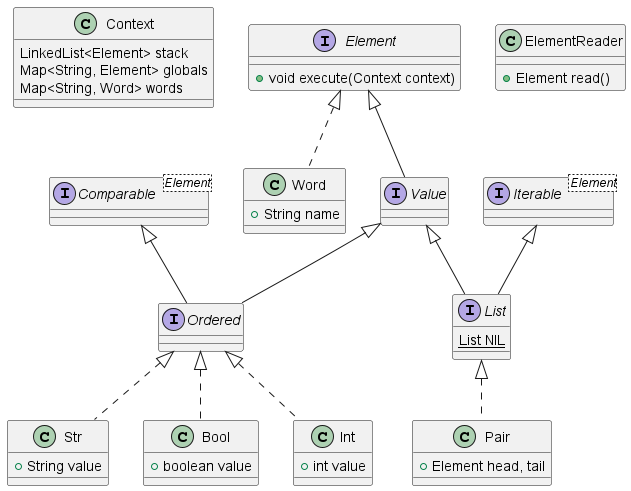 C Context
LinkedList<Element> stack
Map<String, Element> globals
Map<String, Word> words
I Element
void execute(Context context)
C ElementReader
Element read()
I Comparable
Element
C Word
String name
I Value
I Iterable
Element
I Ordered
I List
List NIL
C Str
String value
C Bool
boolean value
C Int
int value
C Pair
Element head, tail